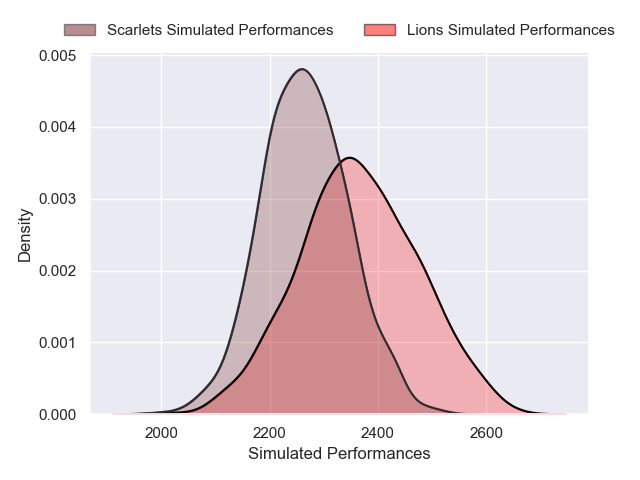 Scarlets Simulated Performances Lions Simulated Performances
0.005
0.004
0.003
0.002
0.001
0.000
Density
2000 2200 2400 2600
Simulated Performances